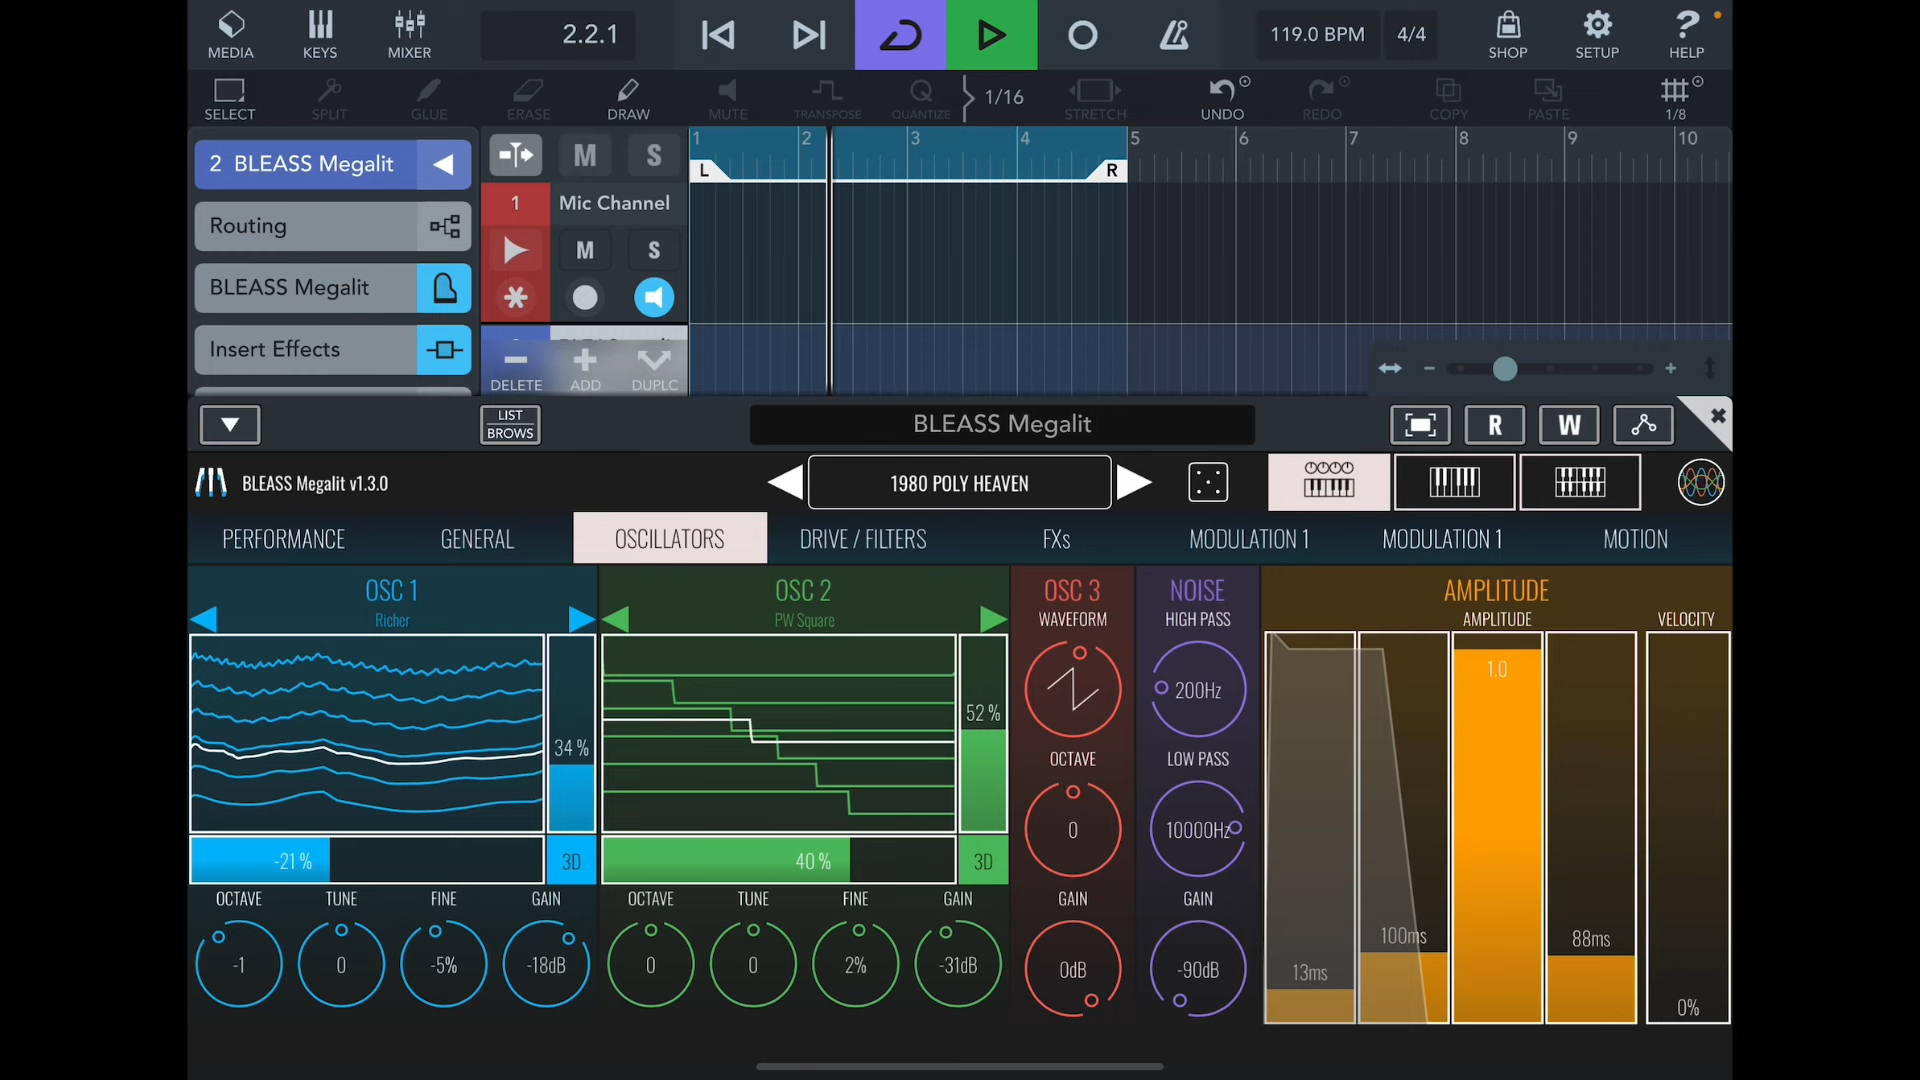 MEDIA
KEYS
MIXER
2.2.1
119.0 BPM
4/4
SHOP
SETUP
HELP
SELECT
SPLIT
GLUE
ERASE
DRAW
MUTE
TRANSPOSE
QUANTIZE
1/16
STRETCH
UNDO
REDO
COPY
PASTE
1/8
2 BLEASS Megalit
M
S
1
2
3
4
5
6
7
8
9
10
L
R
Routing
1
Mic Channel
M
S
BLEASS Megalit
Insert Effects
DELETE
ADD
DUPLC
LIST
BROWS
BLEASS Megalit
R
W
BLEASS Megalit v1.3.0
1980 POLY HEAVEN
PERFORMANCE
GENERAL
OSCILLATORS
DRIVE / FILTERS
FXs
MODULATION 1
MODULATION 1
MOTION
OSC 1
Richer
34 %
-21 %
3D
OCTAVE
TUNE
FINE
GAIN
-1
0
-5%
-18dB
OSC 2
PW Square
52 %
40 %
3D
OCTAVE
TUNE
FINE
GAIN
0
0
2%
-31dB
OSC 3
WAVEFORM
OCTAVE
0
GAIN
0dB
NOISE
HIGH PASS
200Hz
LOW PASS
10000Hz
GAIN
-90dB
AMPLITUDE
AMPLITUDE
VELOCITY
1.0
13ms
100ms
88ms
0%